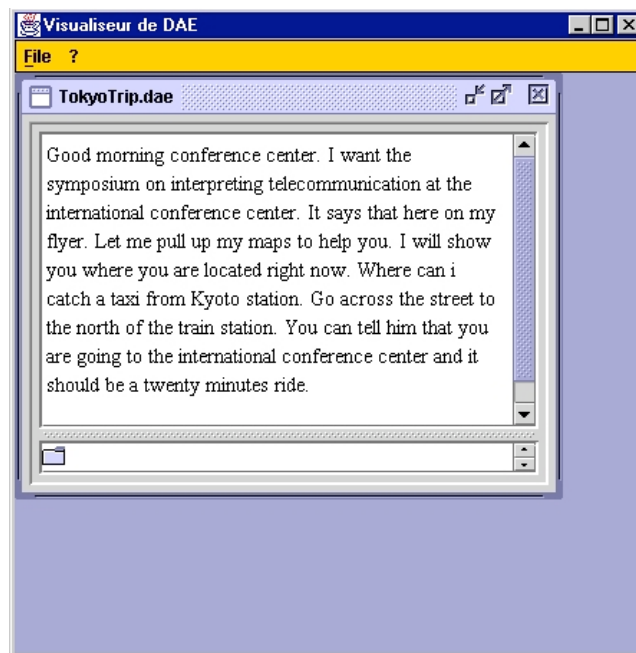 Visualiseur de DAE
File ?
TokyoTrip.dae
Good morning conference center. I want the
symposium on interpreting telecommunication at the
international conference center. It says that here on my
flyer. Let me pull up my maps to help you. I will show
you where you are located right now. Where can i
catch a taxi from Kyoto station. Go across the street to
the north of the train station. You can tell him that you
are going to the international conference center and it
should be a twenty minutes ride.